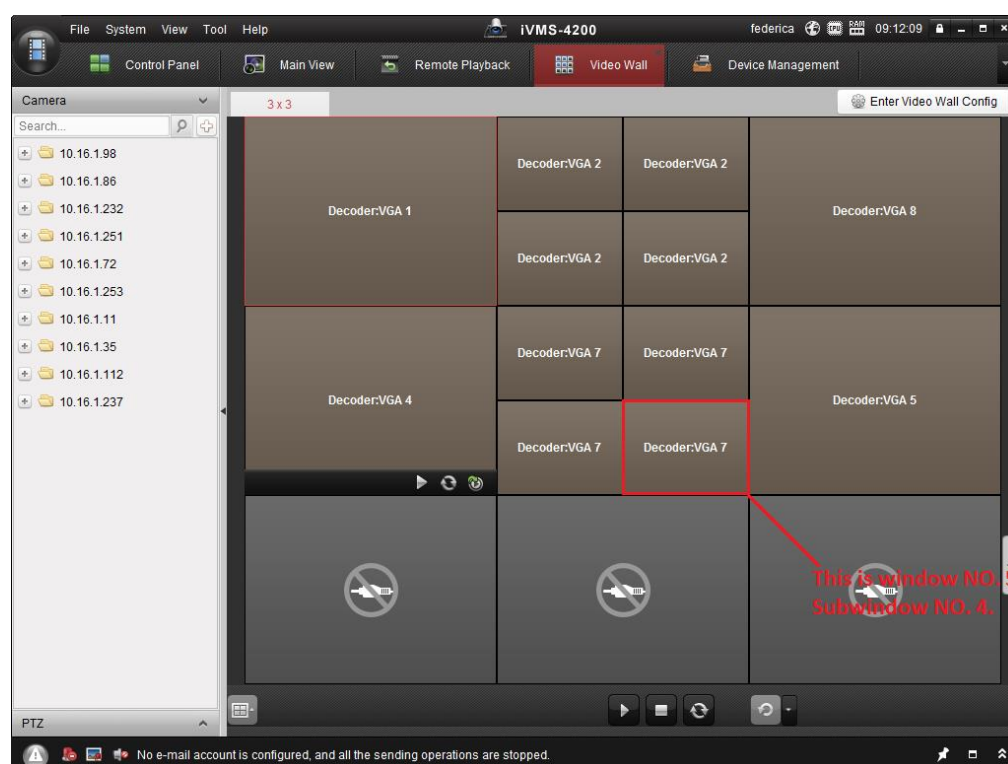 File System View Tool Help
iVMS-4200
federica
CPU
RAM
09:12:09
Control Panel
Main View
Remote Playback
Video Wall
Device Management
Camera
3 x 3
Enter Video Wall Config
Search...
10.16.1.98
10.16.1.86
10.16.1.232
10.16.1.251
10.16.1.72
10.16.1.253
10.16.1.11
10.16.1.35
10.16.1.112
10.16.1.237
Decoder:VGA 1
Decoder:VGA 2
Decoder:VGA 2
Decoder:VGA 2
Decoder:VGA 2
Decoder:VGA 8
Decoder:VGA 4
Decoder:VGA 7
Decoder:VGA 7
Decoder:VGA 7
Decoder:VGA 7
Decoder:VGA 5
This is window NO.
Subwindow NO. 4.
PTZ
No e-mail account is configured, and all the sending operations are stopped.